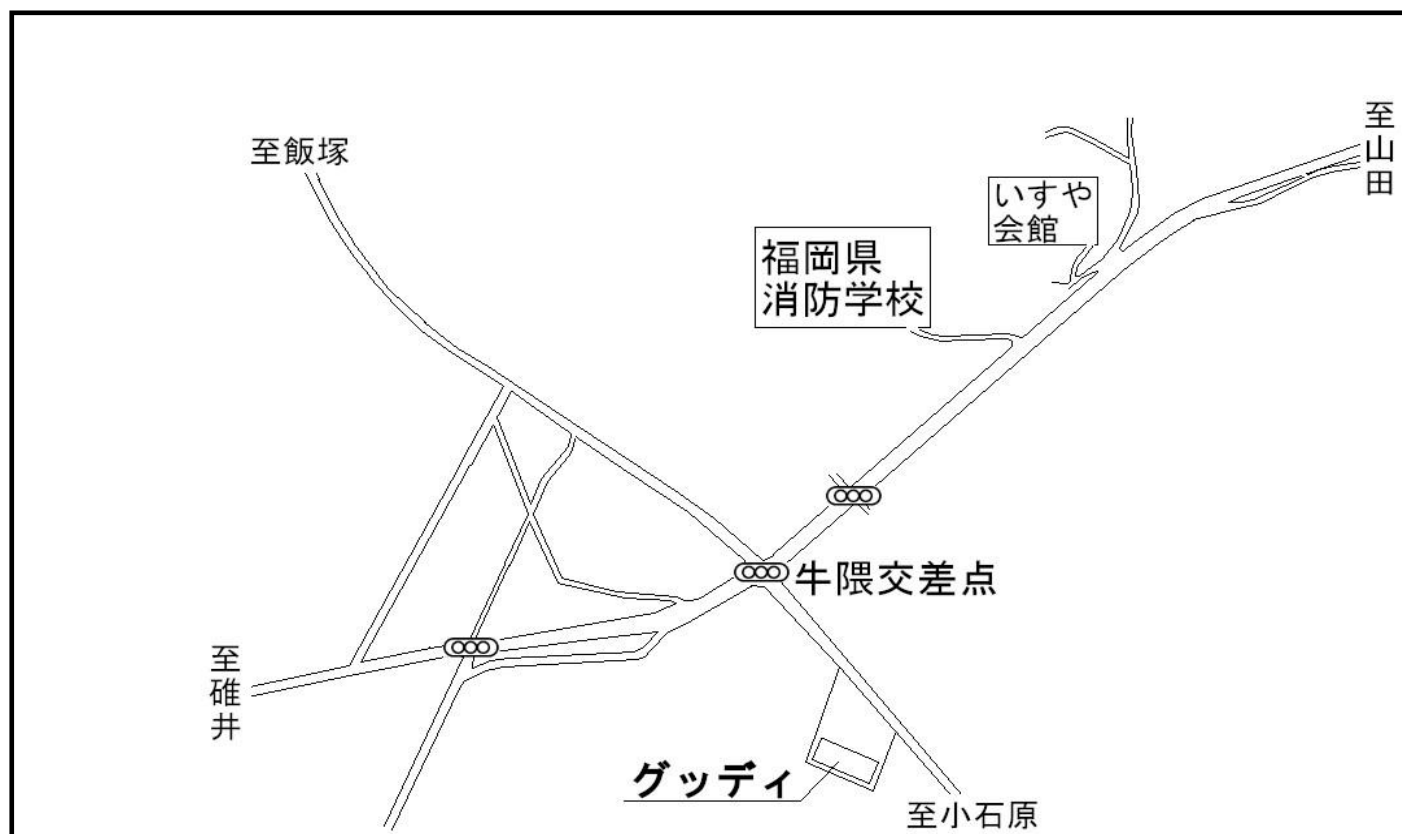 至飯塚
至山田
いすや
会館
福岡県
消防学校
牛隈交差点
至碓井
グッディ
至小石原